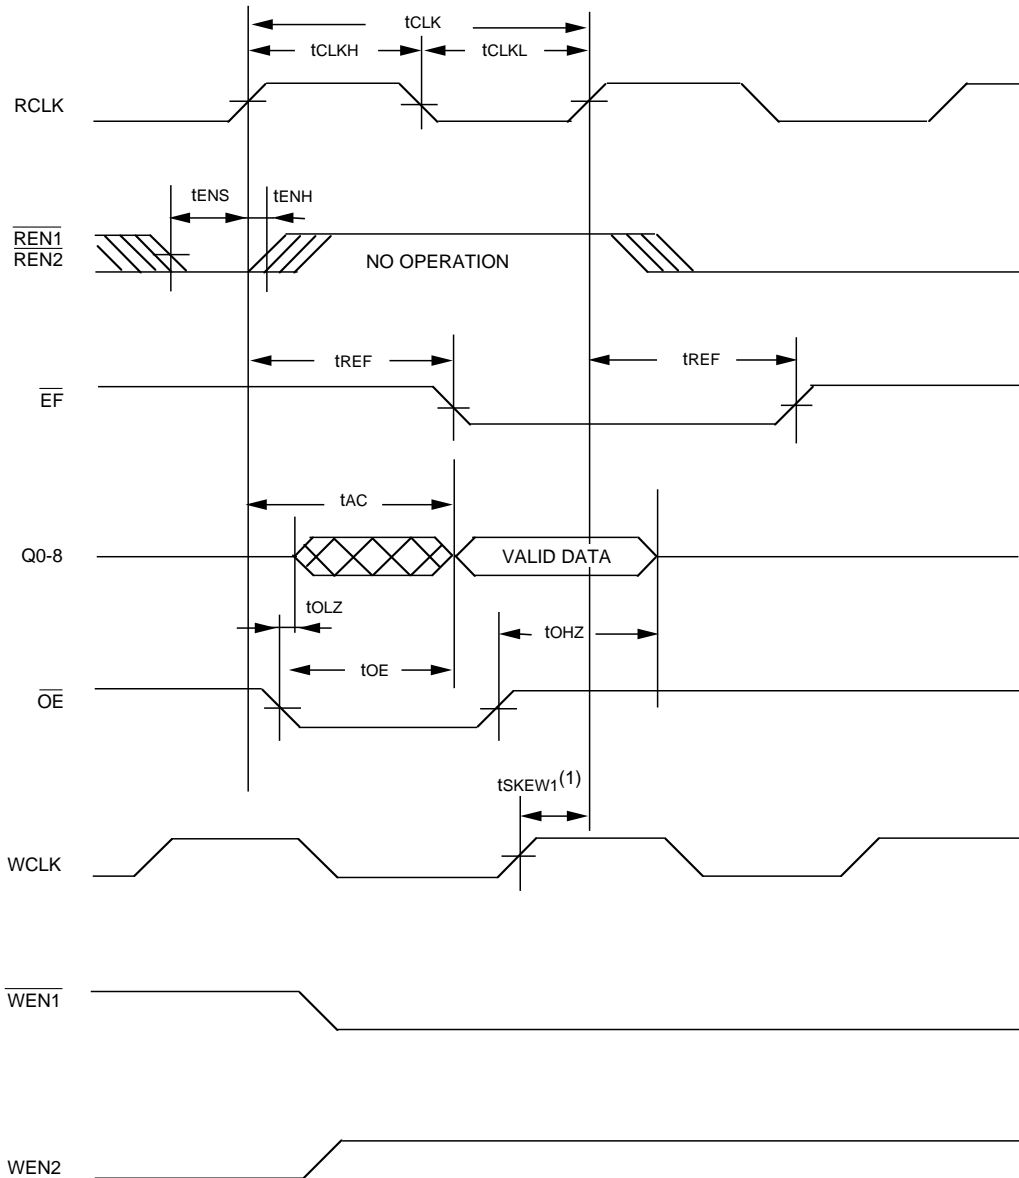 tCLK
tCLKH
tCLKL
RCLK
tENS
tENH
REN1
REN2
NO OPERATION
tREF
tREF
EF
tAC
Q0-8
VALID DATA
tOLZ
tOHZ
tOE
OE
tSKEW1(1)
WCLK
WEN1
WEN2